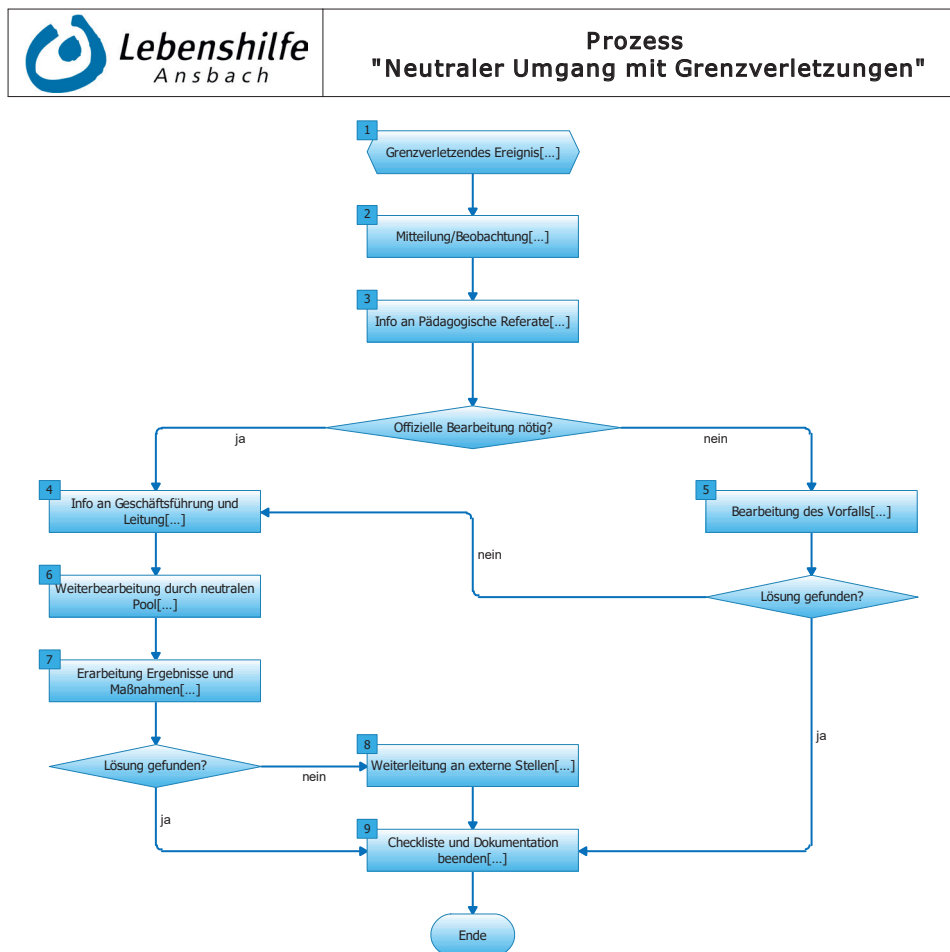 Lebenshilfe
Ansbach
Prozess
"Neutraler Umgang mit Grenzverletzungen"
1
Grenzverletzendes Ereignis[...]
2
Mitteilung/Beobachtung[...]
3
Info an Pädagogische Referate[...]
Offizielle Bearbeitung nötig?
ja
nein
4
Info an Geschäftsführung und
Leitung[...]
5
Bearbeitung des Vorfalls[...]
nein
6
Weiterbearbeitung durch neutralen
Pool[...]
Lösung gefunden?
7
Erarbeitung Ergebnisse und
Maßnahmen[...]
ja
Lösung gefunden?
nein
8
Weiterleitung an externe Stellen[...]
ja
9
Checkliste und Dokumentation
beenden[...]
Ende